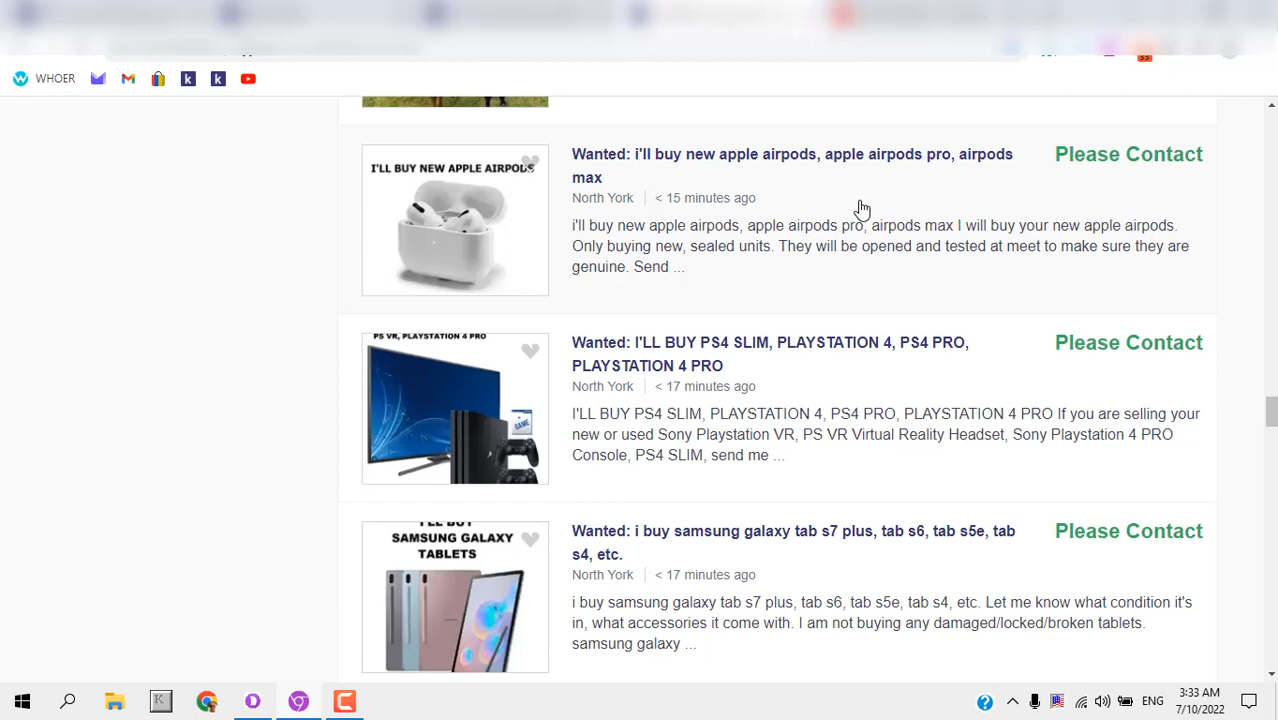 WHOER
I'LL BUY NEW APPLE AIRPODS
Wanted: i'll buy new apple airpods, apple airpods pro, airpods
max
Please Contact
North York
< 15 minutes ago
i'll buy new apple airpods, apple airpods pro, airpods max I will buy your new apple airpods.
Only buying new, sealed units. They will be opened and tested at meet to make sure they are
genuine. Send ...
PS VR, PLAYSTATION 4 PRO
GAME
Wanted: I'LL BUY PS4 SLIM, PLAYSTATION 4, PS4 PRO,
PLAYSTATION 4 PRO
Please Contact
North York
< 17 minutes ago
I'LL BUY PS4 SLIM, PLAYSTATION 4, PS4 PRO, PLAYSTATION 4 PRO If you are selling your
new or used Sony Playstation VR, PS VR Virtual Reality Headset, Sony Playstation 4 PRO
Console, PS4 SLIM, send me ...
I'LL BUY
SAMSUNG GALAXY
TABLETS
Wanted: i buy samsung galaxy tab s7 plus, tab s6, tab s5e, tab
s4, etc.
Please Contact
North York
< 17 minutes ago
i buy samsung galaxy tab s7 plus, tab s6, tab s5e, tab s4, etc. Let me know what condition it's
in, what accessories it come with. I am not buying any damaged/locked/broken tablets.
samsung galaxy ...
ENG
3:33 AM
7/10/2022